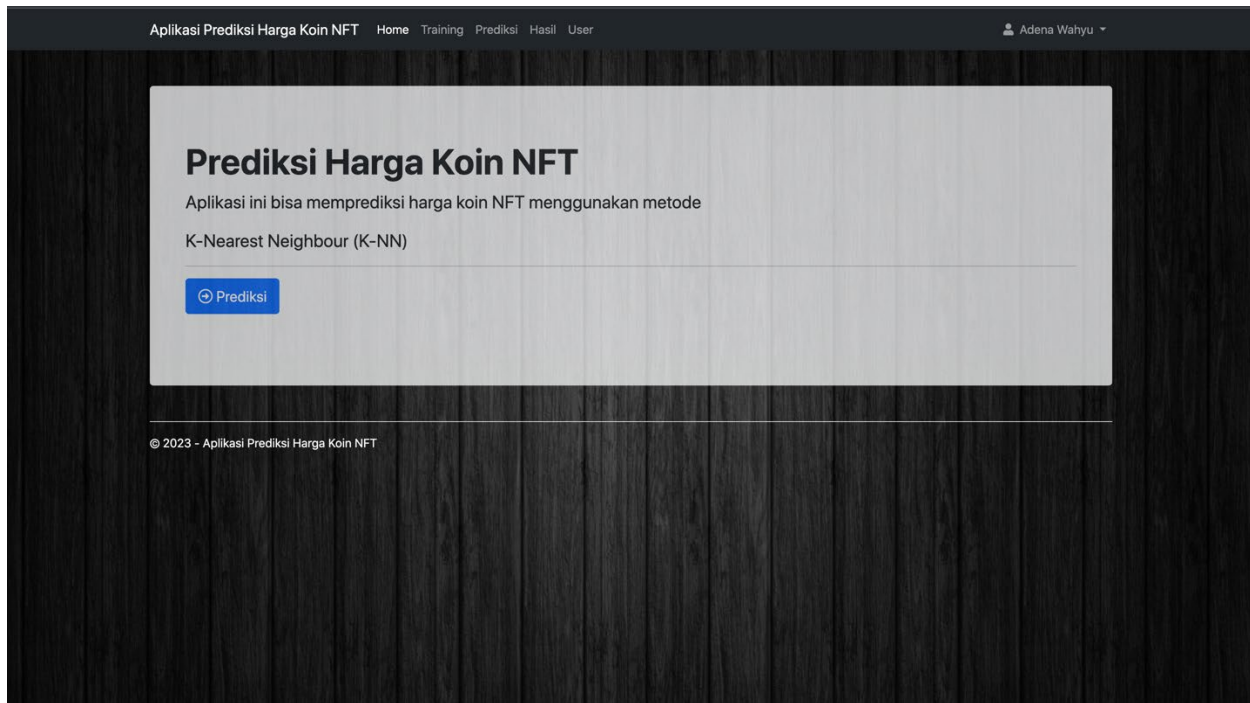 Aplikasi Prediksi Harga Koin NFT Home Training Prediksi Hasil User Adena Wahyu
Prediksi Harga Koin NFT
Aplikasi ini bisa memprediksi harga koin NFT menggunakan metode
K-Nearest Neighbour (K-NN)
Prediksi
© 2023 - Aplikasi Prediksi Harga Koin NFT